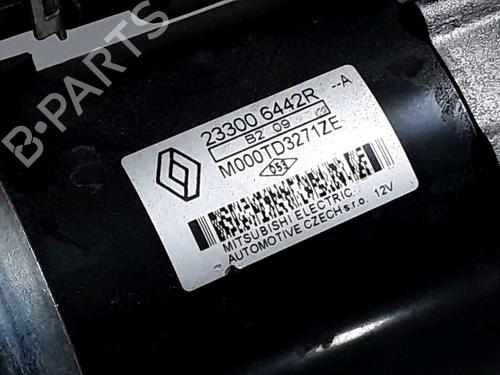 B-PARTS
23300 6442R --A
B2 09
M000TD3271ZE
053
MITSUBISHI ELECTRIC
AUTOMOTIVE CZECH s.r.o. 12V